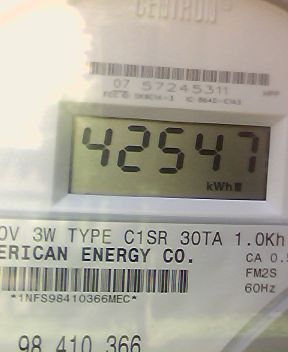 CENTRON®
07 57245311
42547
kWh
0V 3W TYPE C1SR 30TA 1.0Kh
ERICAN ENERGY CO. CA 0.5
*1NFS98410366MEC* FM2S
60Hz
98 410 366